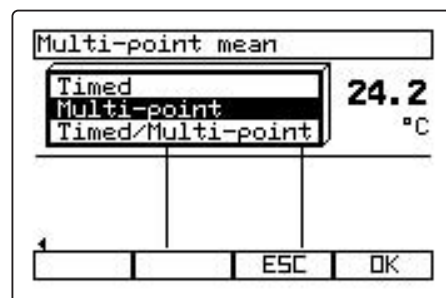 Multi-point mean
Timed
Multi-point
Timed/Multi-point
24.2
°C
ESC OK